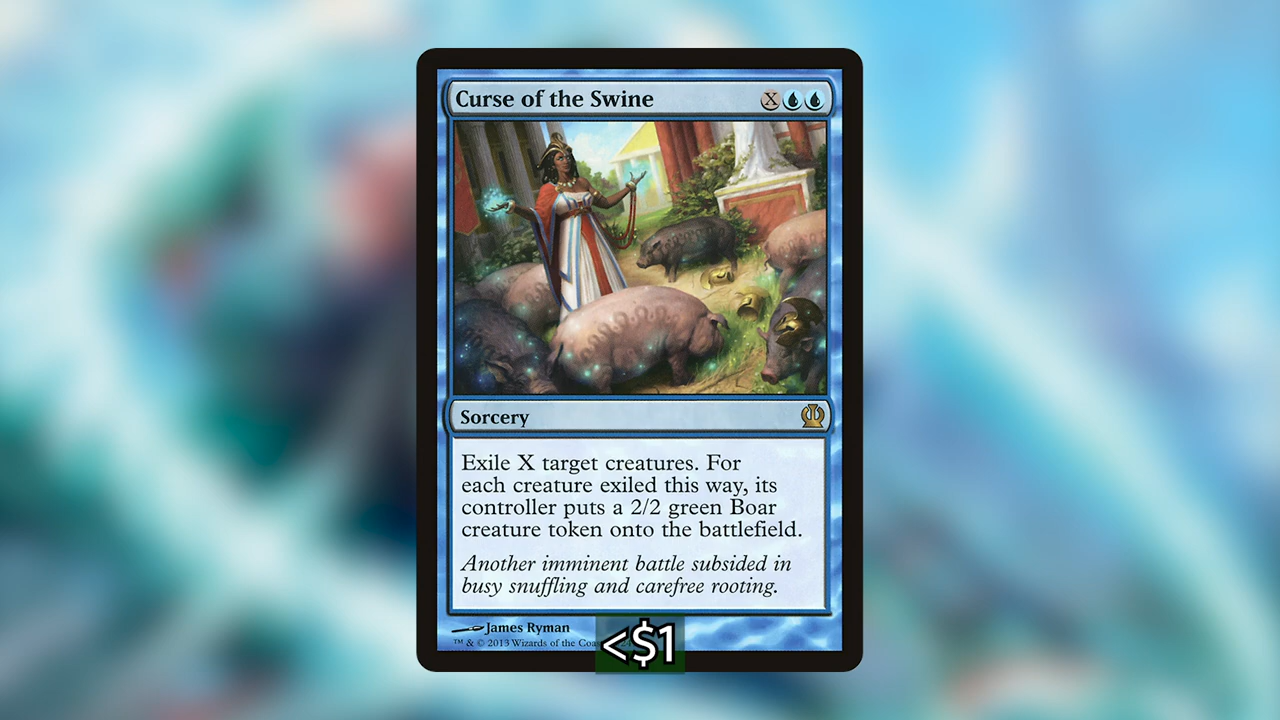 Curse of the Swine X
Sorcery
Exile X target creatures. For
each creature exiled this way, its
controller puts a 2/2 green Boar
creature token onto the battlefield.
Another imminent battle subsided in
busy snuffling and carefree rooting.
James Ryman
™ & © 2013 Wizards of the
<$1